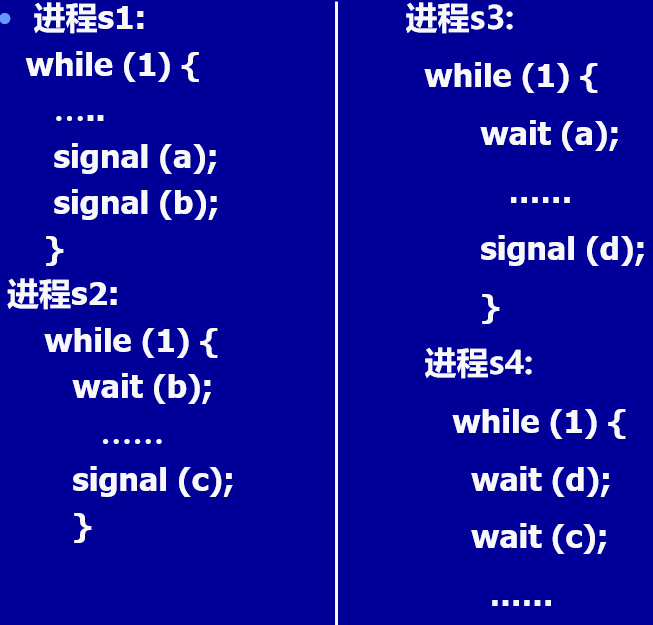 进程s1:
while (1) {
…..
signal (a);
signal (b);
}
进程s2:
while (1) {
wait (b);
……
signal (c);
}
进程s3:
while (1) {
wait (a);
……
signal (d);
}
进程s4:
while (1) {
wait (d);
wait (c);
……